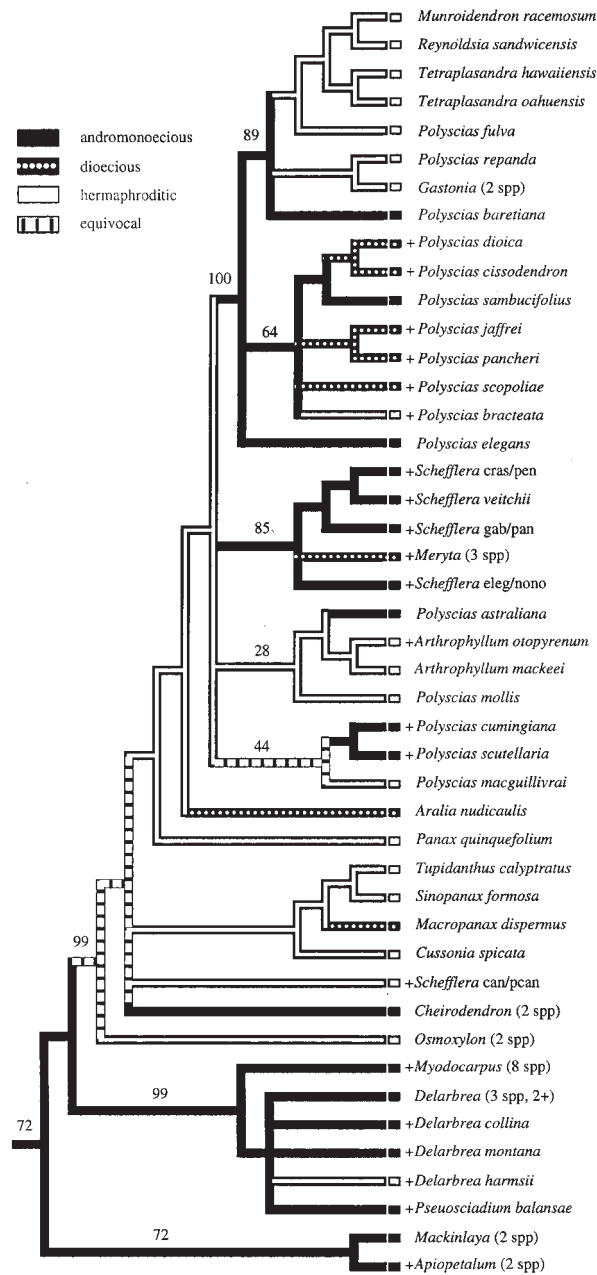 Munroidendron racemosum
Reynoldsia sandwicensis
Tetraplasandra hawaiiensis
Tetraplasandra oahuensis
89
andromonoecious
Polyscias fulva
dioecious
Polyscias repanda
hermaphroditic
Gastonia (2 spp)
equivocal
Polyscias baretiana
+ Polyscias dioica
+ Polyscias cissodendron
100
Polyscias sambucifolius
64
+ Polyscias jaffrei
+ Polyscias pancheri
+ Polyscias scopoliae
+ Polyscias bracteata
Polyscias elegans
+Schefflera cras/pen
+Schefflera veitchii
85
+Schefflera gab/pan
+Meryta (3 spp)
+Schefflera eleg/nono
Polyscias astraliana
28
+Arthrophyllum otopyrenum
Arthrophyllum mackeei
Polyscias mollis
44
+ Polyscias cumingiana
+ Polyscias scutellaria
Polyscias macguillivrai
Aralia nudicaulis
Panax quinquefolium
Tupidanthus calyptratus
Sinopanax formosa
Macropanax dispermus
99
Cussonia spicata
+Schefflera can/pcan
Cheirodendron (2 spp)
Osmoxylon (2 spp)
+Myodocarpus (8 spp)
99
Delarbrea (3 spp, 2+)
72
+Delarbrea collina
+Delarbrea montana
+Delarbrea harmsii
+Pseuosciadium balansae
72
Mackinlaya (2 spp)
+Apiopetalum (2 spp)